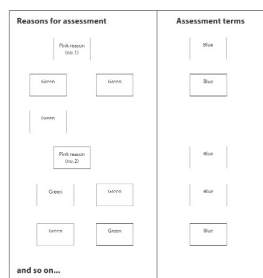 Reasons for assessment
Assessment terms
Pink reason
(no.1)
Blue
Green
Green
Blue
Green
Pink reason
(no.2)
Blue
Green
Green
Blue
Green
Green
Blue
and so on...